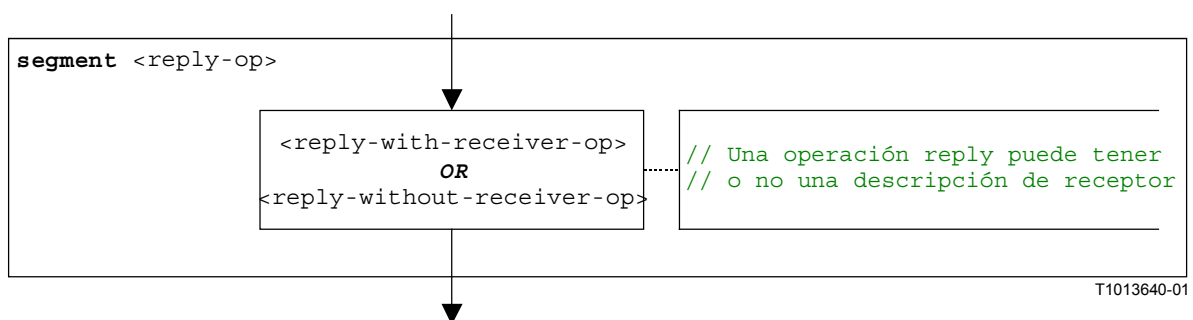 segment <reply-op>
<reply-with-receiver-op>
OR
<reply-without-receiver-op>
// Una operación reply puede tener
// o no una descripción de receptor
T1013640-01